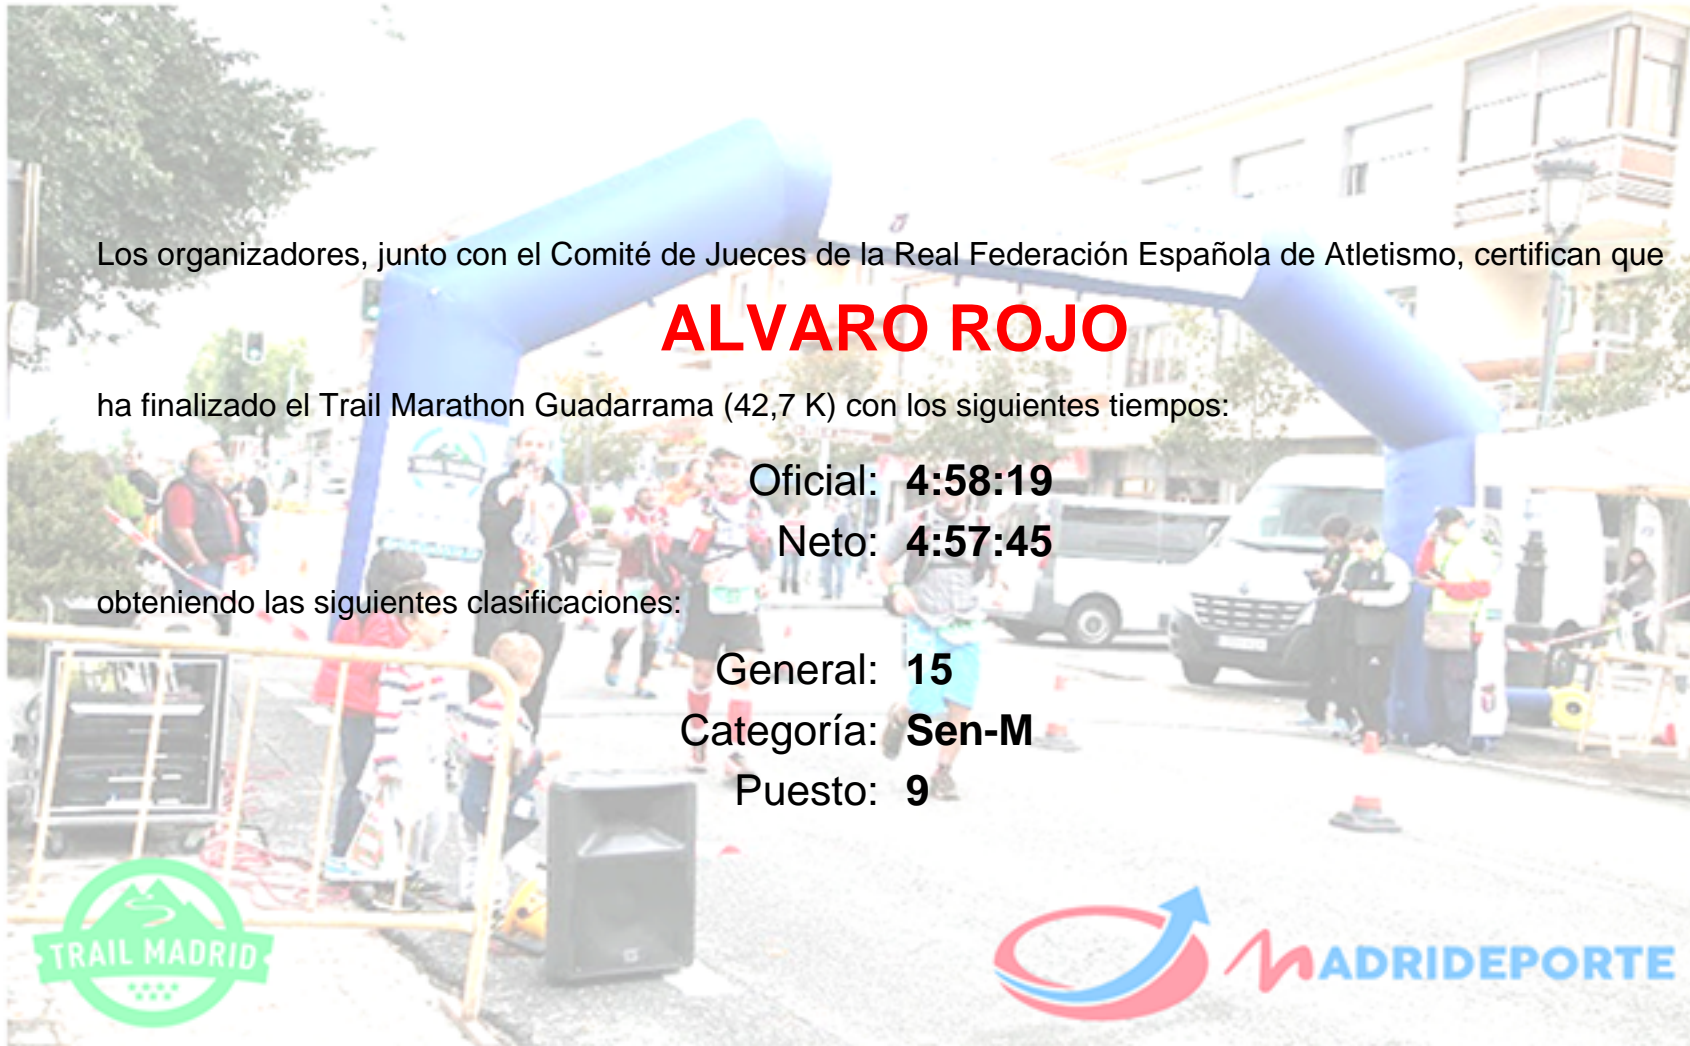 Los organizadores, junto con el Comité de Jueces de la Real Federación Española de Atletismo, certifican que
ALVARO ROJO
ha finalizado el Trail Marathon Guadarrama (42,7 K) con los siguientes tiempos:
Oficial: 4:58:19
Neto: 4:57:45
obteniendo las siguientes clasificaciones:
General: 15
Categoría: Sen-M
Puesto: 9
TRAIL MADRID
MADRIDEPORTE